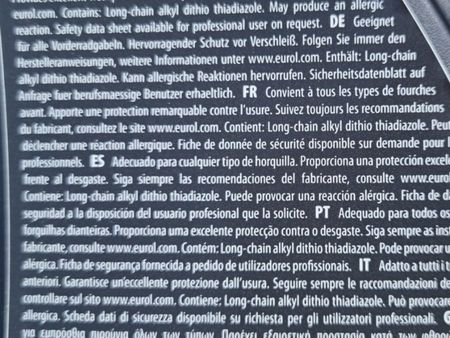 eurol.com. Contains: Long-chain alkyl dithio thiadiazole. May produce an allergic
reaction. Safety data sheet available for professional user on request. DE Geeignet
für alle Vorderradgabeln. Hervorragender Schutz vor Verschleiß. Folgen Sie immer den
Herstelleranweisungen, weitere Informationen unter www.eurol.com. Enthält: Long-chain
alkyl dithio thiadiazole. Kann allergische Reaktionen hervorrufen. Sicherheitsdatenblatt auf
Anfrage fuer berufsmaessige Benutzer erhaeltlich. FR Convient à tous les types de fourches
avant. Apporte une protection remarquable contre l'usure. Suivez toujours les recommandations
du fabricant, consultez le site www.eurol.com. Contient: Long-chain alkyl dithio thiadiazole. Peut
déclencher une réaction allergique. Fiche de donnée de sécurité disponible sur demande pour
professionnels. ES Adecuado para cualquier tipo de horquilla. Proporciona una protección
frente al desgaste. Siga siempre las recomendaciones del fabricante, consulte www.eurol
Contiene: Long-chain alkyl dithio thiadiazole. Puede provocar una reacción alérgica. Ficha de
seguridad a la disposición del usuario profesional que la solicite. PT Adequado para todos os
forquilhas dianteiras. Proporciona uma excelente protecção contra o desgaste. Siga sempre as
fabricante, consulte www.eurol.com. Contém: Long-chain alkyl dithio thiadiazole. Pode provocar
alérgica. Ficha de segurança fornecida a pedido de utilizadores profissionais. IT Adatto a tutti i
anteriori. Garantisce un'eccellente protezione dall'usura. Seguire sempre le raccomandazioni
controllare sul sito www.eurol.com. Contiene: Long-chain alkyl dithio thiadiazole. Può provocare
allergica. Scheda dati di sicurezza disponibile su richiesta per gli utilizzatori professionali.